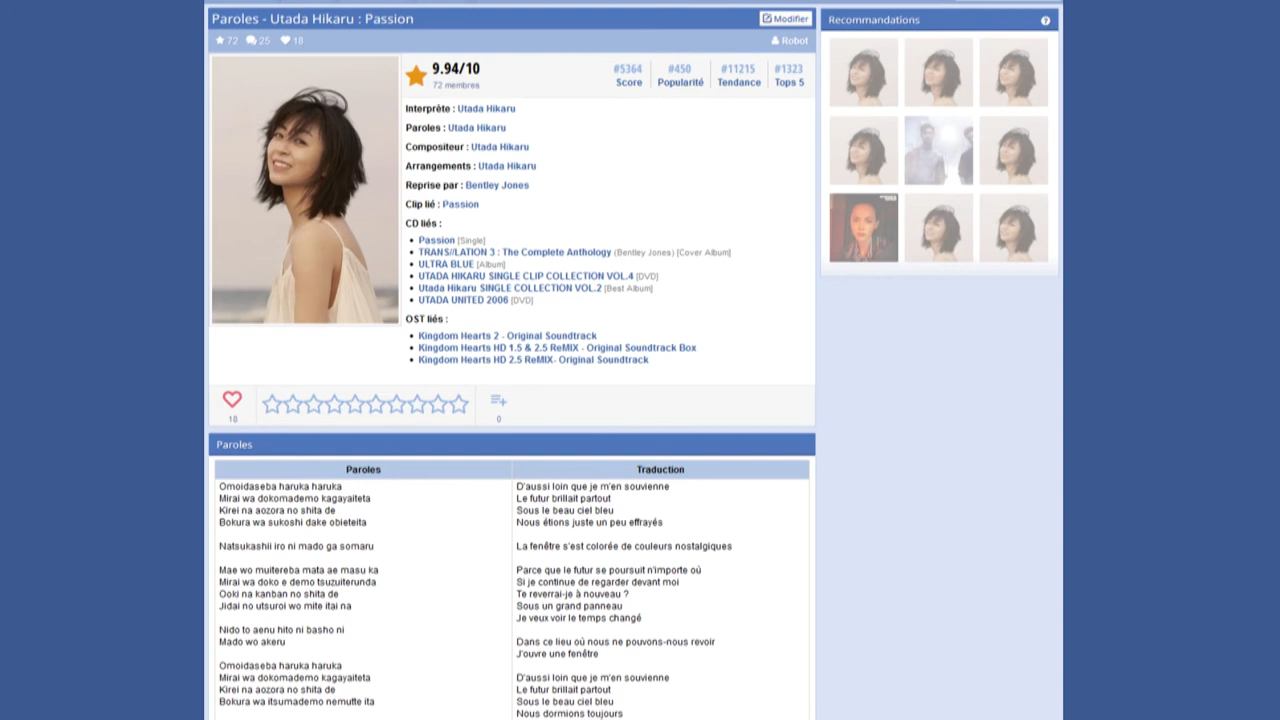 Paroles - Utada Hikaru : Passion
Modifier
72 25 18
Robot
9.94/10
72 membres
#5364 Score
#450 Popularité
#11215 Tendance
#1323 Tops 5
Interprète : Utada Hikaru
Paroles : Utada Hikaru
Compositeur : Utada Hikaru
Arrangements : Utada Hikaru
Reprise par : Bentley Jones
Clip lié : Passion
CD liés :
Passion [Single]
TRANS//LATION 3 : The Complete Anthology (Bentley Jones) [Cover Album]
ULTRA BLUE [Album]
UTADA HIKARU SINGLE CLIP COLLECTION VOL.4 [DVD]
Utada Hikaru SINGLE COLLECTION VOL.2 [Best Album]
UTADA UNITED 2006 [DVD]
OST liés :
Kingdom Hearts 2 - Original Soundtrack
Kingdom Hearts HD 1.5 & 2.5 ReMIX - Original Soundtrack Box
Kingdom Hearts HD 2.5 ReMIX- Original Soundtrack
18
0
Recommandations
?
Paroles
Paroles
Omoidaseba haruka haruka
Mirai wa dokomademo kagayaiteta
Kirei na aozora no shita de
Bokura wa sukoshi dake obieteita
Natsukashii iro ni mado ga somaru
Mae wo muitereba mata ae masu ka
Mirai wa doko e demo tsuzuiterunda
Ooki na kanban no shita de
Jidai no utsuroi wo mite itai na
Nido to aenu hito ni basho ni
Mado wo akeru
Omoidaseba haruka haruka
Mirai wa dokomademo kagayaiteta
Kirei na aozora no shita de
Bokura wa itsumademo nemutte ita
Traduction
D'aussi loin que je m'en souvienne
Le futur brillait partout
Sous le beau ciel bleu
Nous étions juste un peu effrayés
La fenêtre s'est colorée de couleurs nostalgiques
Parce que le futur se poursuit n'importe où
Si je continue de regarder devant moi
Te reverrai-je à nouveau ?
Sous un grand panneau
Je veux voir le temps changé
Dans ce lieu où nous ne pouvons-nous revoir
J'ouvre une fenêtre
D'aussi loin que je m'en souvienne
Le futur brillait partout
Sous le beau ciel bleu
Nous dormions toujours